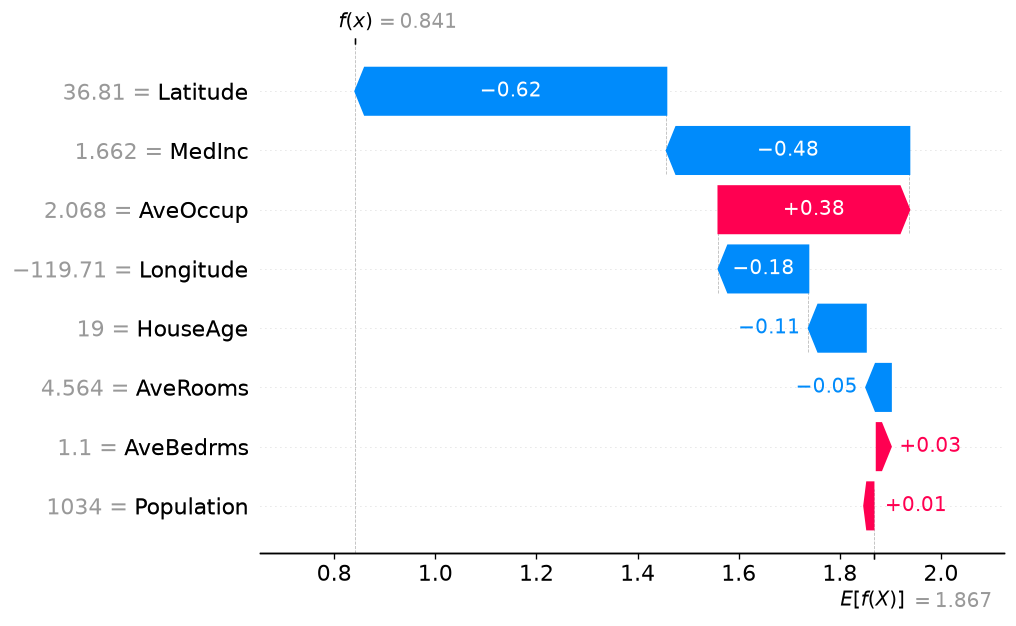 f(x) = 0.841
36.81 = Latitude −0.62
1.662 = MedInc −0.48
2.068 = AveOccup +0.38
−119.71 = Longitude −0.18
19 = HouseAge −0.11
4.564 = AveRooms −0.05
1.1 = AveBedrms +0.03
1034 = Population +0.01
0.8 1.0 1.2 1.4 1.6 1.8 2.0
E[f(X)] = 1.867